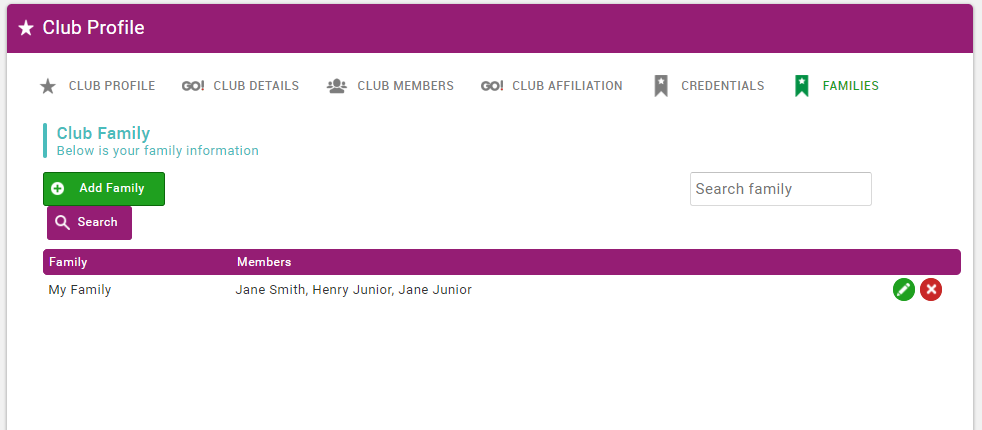 Club Profile
CLUB PROFILE GO! CLUB DETAILS CLUB MEMBERS GO! CLUB AFFILIATION CREDENTIALS FAMILIES
Club Family
Below is your family information
Add Family Search family
Search
Family Members
My Family Jane Smith, Henry Junior, Jane Junior